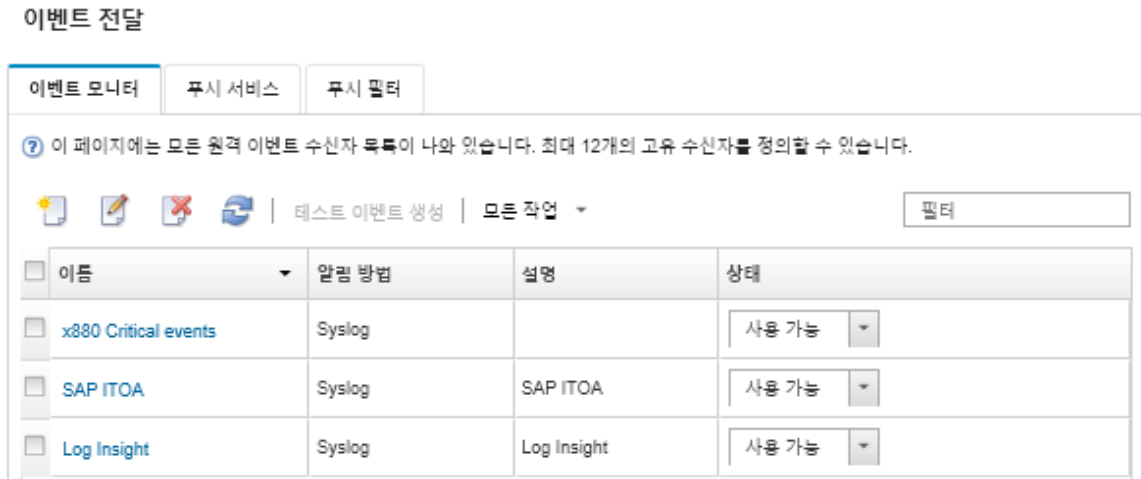 이벤트 전달
이벤트 모니터 푸시 서비스 푸시 필터
? 이 페이지에는 모든 원격 이벤트 수신자 목록이 나와 있습니다. 최대 12개의 고유 수신자를 정의할 수 있습니다.
테스트 이벤트 생성 모든 작업 필터
이름 알림 방법 설명 상태
x880 Critical events Syslog 사용 가능
SAP ITOA Syslog SAP ITOA 사용 가능
Log Insight Syslog Log Insight 사용 가능